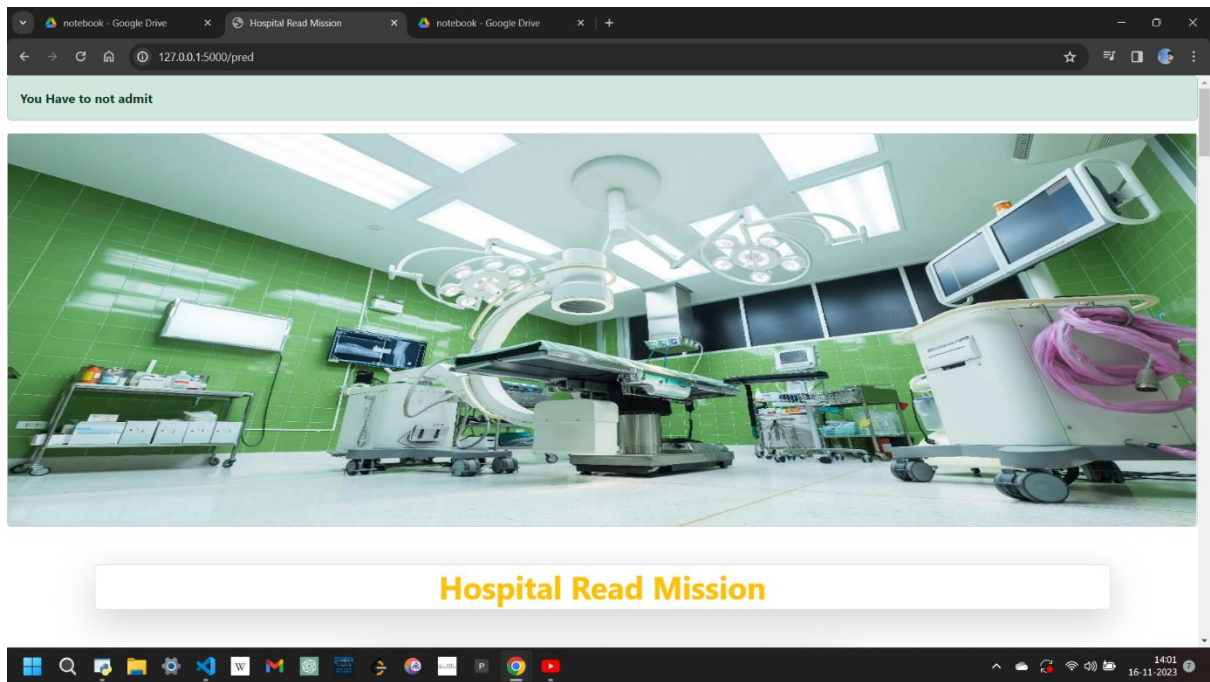 notebook - Google Drive
Hospital Read Mission
notebook - Google Drive
127.0.0.1:5000/pred
You Have to not admit
Hospital Read Mission
W
P
14:01
16-11-2023